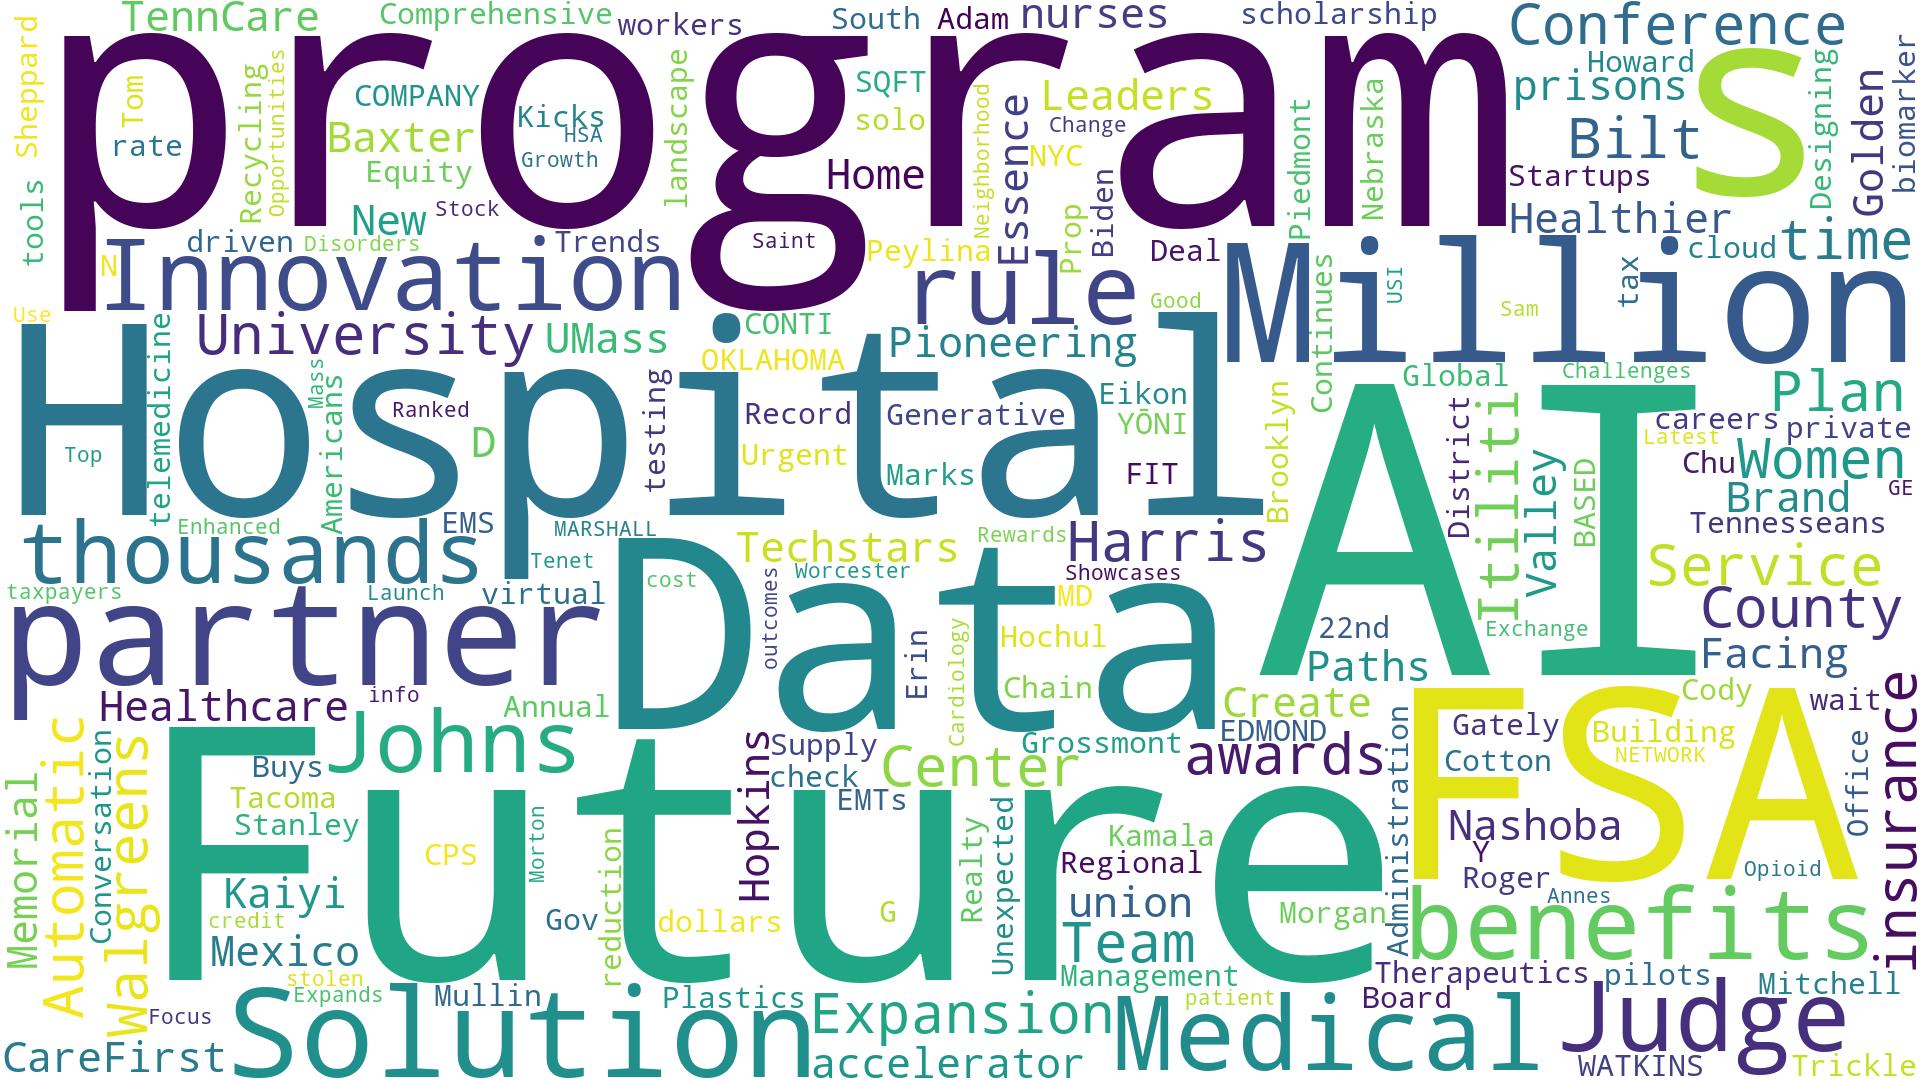 TennCare
Comprehensive
workers
South
Adam
nurses
scholarship
Conference
Sheppard
program
s
Tom
rate
Recycling
Opportunities
COMPANY
Baxter
Equity
New
Stock
Kicks
HSA
Growth
landscape
SQFT
solo
Home
Neighborhood
Essence
Leaders
Change
NYC
Prop
Biden
Piedmont
Nebraska
prisons
Howard
Bilt
Startups
Healthier
Designing
Golden
biomarker
tools
N
Innovation
driven
Disorders
Trends
Saint
Peylina
rule
Deal
Good
Million
USI
Sam
tax
cloud
time
Use
University
UMass
CONTI
OKLAHOMA
Pioneering
Continues
Hospital
Top
telemedicine
Mass
Americans
Ranked
D
testing
Record
Generative
Urgent
Marks
Eikon
YŌNI
FIT
Brooklyn
AI
Global
Challenges
Plan
District
Itiliti
Valley
BASED
careers
private
Latest
Chu
Women
GE
Brand
Tennesseans
Enhanced
thousands
EMS
MARSHALL
Tenet
Techstars
Rewards
Harris
Service
taxpayers
Launch
virtual
cost
Worcester
Showcases
partner
Data
outcomes
Erin
Cardiology
MD
Hochul
Chain
22nd
Paths
Exchange
County
Facing
Healthcare
info
Annual
Create
Cody
wait
insurance
Automatic
Memorial
Conversation
Walgreens
Johns
Buys
Future
Hopkins
Supply
check
Center
Grossmont
EDMOND
awards
Administration
FSA
Gately
Cotton
Building
NETWORK
Office
Tacoma
Stanley
CPS
Morton
EMTs
Kamala
Regional
Nashoba
Y
Roger
Opioid
Annes
Kaiyi
credit
Mexico
Gov
reduction
dollars
G
Realty
Unexpected
union
Team
Morgan
benefits
stolen
Expands
Mullin
Plastics
Management
patient
Therapeutics
pilots
Board
Mitchell
Focus
CareFirst
Solution
Expansion
accelerator
Medical
Judge
WATKINS
Trickle